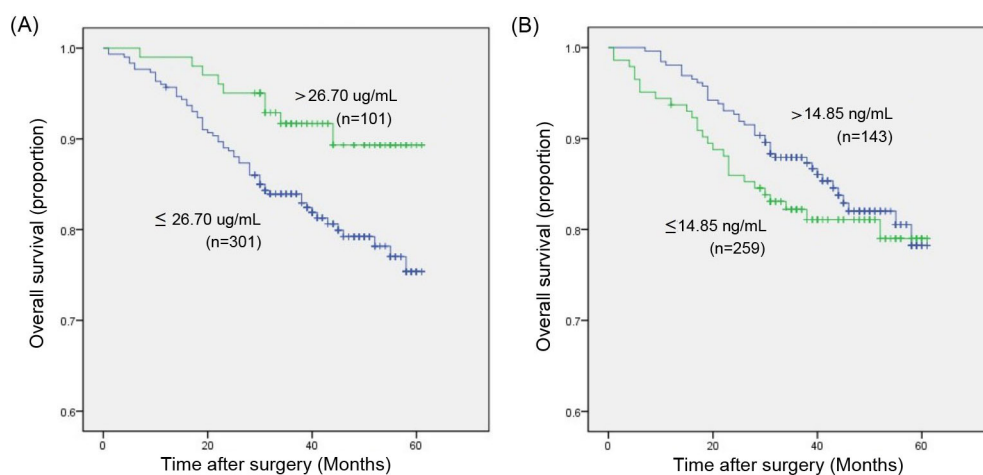 (A)
Overall survival (proportion)
1.0
0.9
0.8
0.7
0.6
> 26.70 ug/mL
(n=101)
≤ 26.70 ug/mL
(n=301)
0 20 40 60
Time after surgery (Months)
(B)
Overall survival (proportion)
1.0
0.9
0.8
0.7
0.6
>14.85 ng/mL
(n=143)
≤14.85 ng/mL
(n=259)
0 20 40 60
Time after surgery (Months)